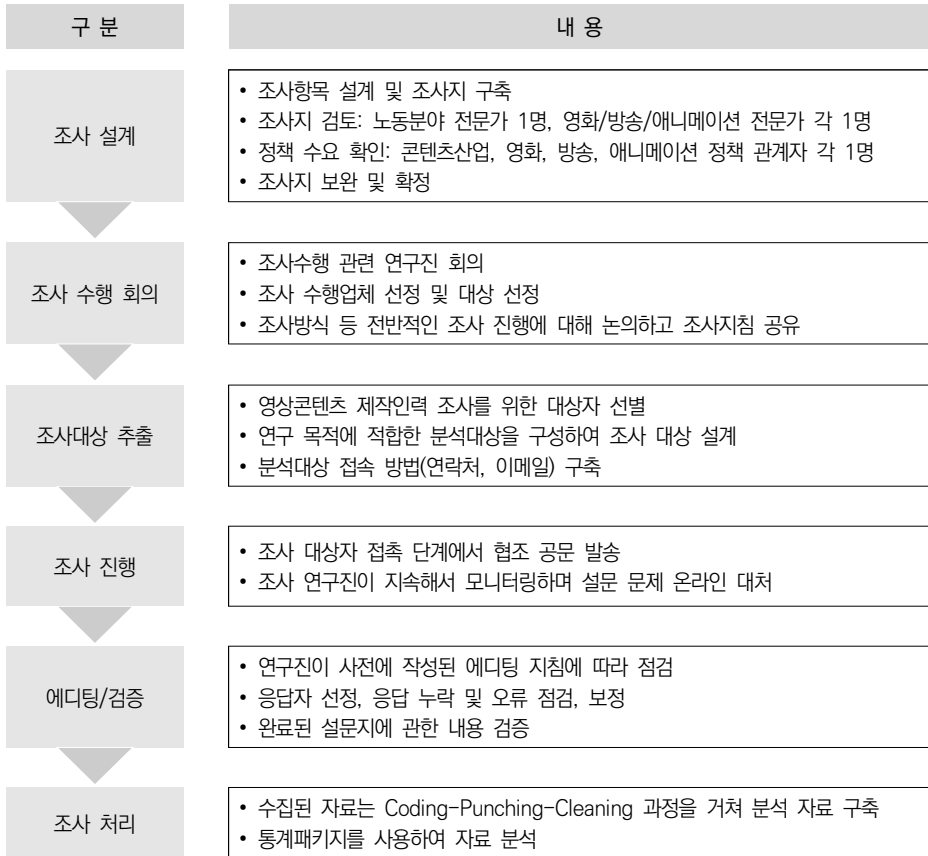 구 분
내 용
조사 설계
• 조사항목 설계 및 조사지 구축
• 조사지 검토: 노동분야 전문가 1명, 영화/방송/애니메이션 전문가 각 1명
• 정책 수요 확인: 콘텐츠산업, 영화, 방송, 애니메이션 정책 관계자 각 1명
• 조사지 보완 및 확정
조사 수행 회의
• 조사수행 관련 연구진 회의
• 조사 수행업체 선정 및 대상 선정
• 조사방식 등 전반적인 조사 진행에 대해 논의하고 조사지침 공유
조사대상 추출
• 영상콘텐츠 제작인력 조사를 위한 대상자 선별
• 연구 목적에 적합한 분석대상을 구성하여 조사 대상 설계
• 분석대상 접속 방법(연락처, 이메일) 구축
조사 진행
• 조사 대상자 접촉 단계에서 협조 공문 발송
• 조사 연구진이 지속해서 모니터링하며 설문 문제 온라인 대처
에디팅/검증
• 연구진이 사전에 작성된 에디팅 지침에 따라 점검
• 응답자 선정, 응답 누락 및 오류 점검, 보정
• 완료된 설문지에 관한 내용 검증
조사 처리
• 수집된 자료는 Coding-Punching-Cleaning 과정을 거쳐 분석 자료 구축
• 통계패키지를 사용하여 자료 분석